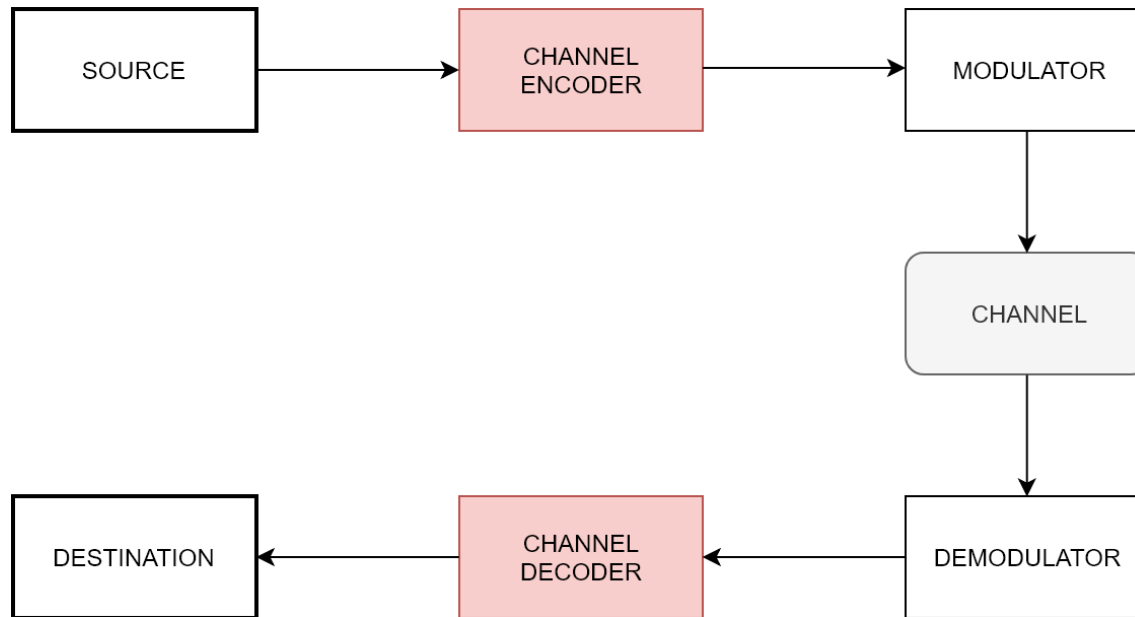 SOURCE
CHANNEL
ENCODER
MODULATOR
CHANNEL
DESTINATION
CHANNEL
DECODER
DEMODULATOR